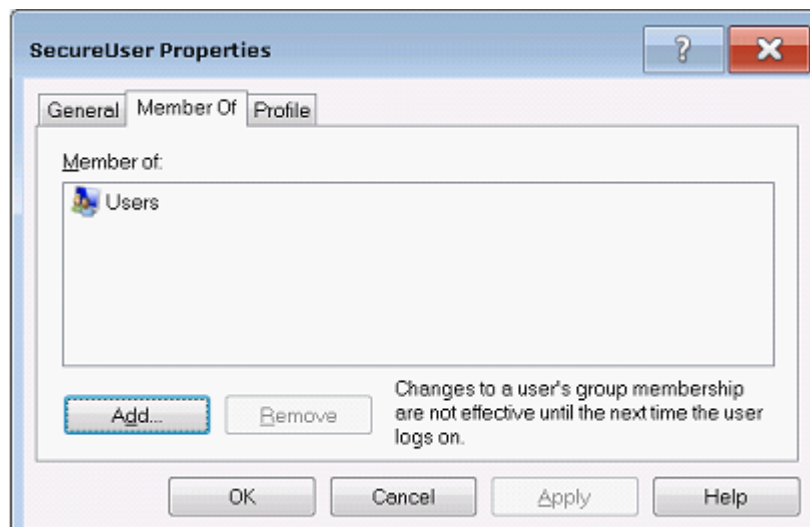 SecureUser Properties
?
General Member Of Profile
Member of:
Users
Add... Remove
Changes to a user's group membership
are not effective until the next time the user
logs on.
OK Cancel Apply Help